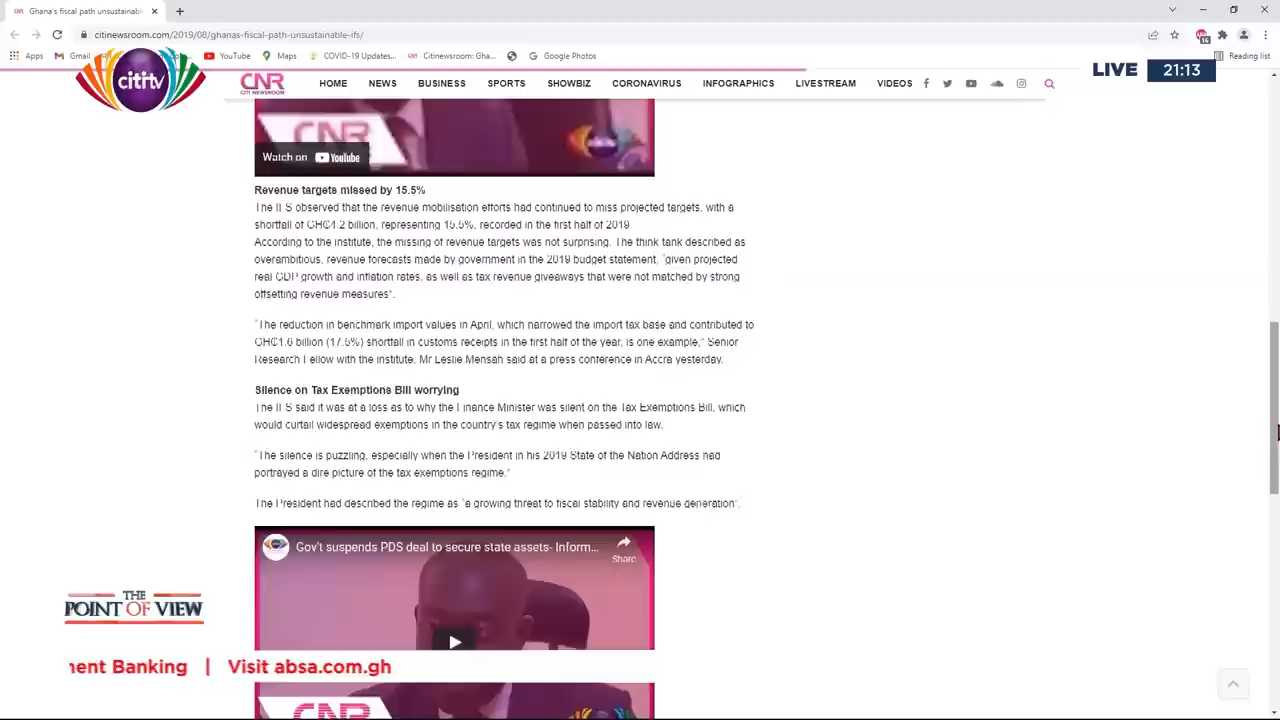 Ghana's fiscal path unsustainable
citinewsroom.com/2019/08/ghanas-fiscal-path-unsustainable-ifs/
Apps
Gmail
YouTube
Maps
COVID-19 Updates...
Citinewsroom: Gha...
Google Photos
Reading list
citi tv
CNR
CITI NEWSROOM
HOME NEWS BUSINESS SPORTS SHOWBIZ CORONAVIRUS INFOGRAPHICS LIVESTREAM VIDEOS
LIVE 21:13
CNR
Watch on YouTube
Revenue targets missed by 15.5%
The IFS observed that the revenue mobilisation efforts had continued to miss projected targets, with a
shortfall of GH₵4.2 billion, representing 15.5%, recorded in the first half of 2019
According to the institute, the missing of revenue targets was not surprising. The think tank described as
overambitious, revenue forecasts made by government in the 2019 budget statement, "given projected
real GDP growth and inflation rates, as well as tax revenue giveaways that were not matched by strong
offsetting revenue measures".
"The reduction in benchmark import values in April, which narrowed the import tax base and contributed to
GH₵1.6 billion (17.5%) shortfall in customs receipts in the first half of the year, is one example," Senior
Research Fellow with the institute, Mr Leslie Mensah said at a press conference in Accra yesterday.
Silence on Tax Exemptions Bill worrying
The IFS said it was at a loss as to why the Finance Minister was silent on the Tax Exemptions Bill, which
would curtail widespread exemptions in the country's tax regime when passed into law.
"The silence is puzzling, especially when the President in his 2019 State of the Nation Address had
portrayed a dire picture of the tax exemptions regime."
The President had described the regime as "a growing threat to fiscal stability and revenue generation".
Gov't suspends PDS deal to secure state assets- Inform...
Share
THE
POINT OF VIEW
nent Banking | Visit absa.com.gh
CNR